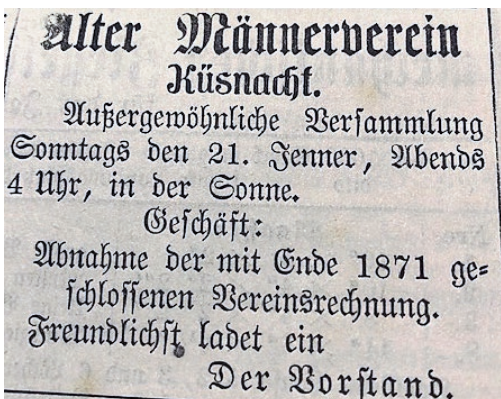 Alter Männerverein
Küsnacht.
Außergewöhnliche Versammlung
Sonntags den 21. Jenner, Abends
4 Uhr, in der Sonne.
Geschäft:
Abnahme der mit Ende 1871 ge=
schlossenen Vereinsrechnung.
Freundlichst ladet ein
Der Vorstand.